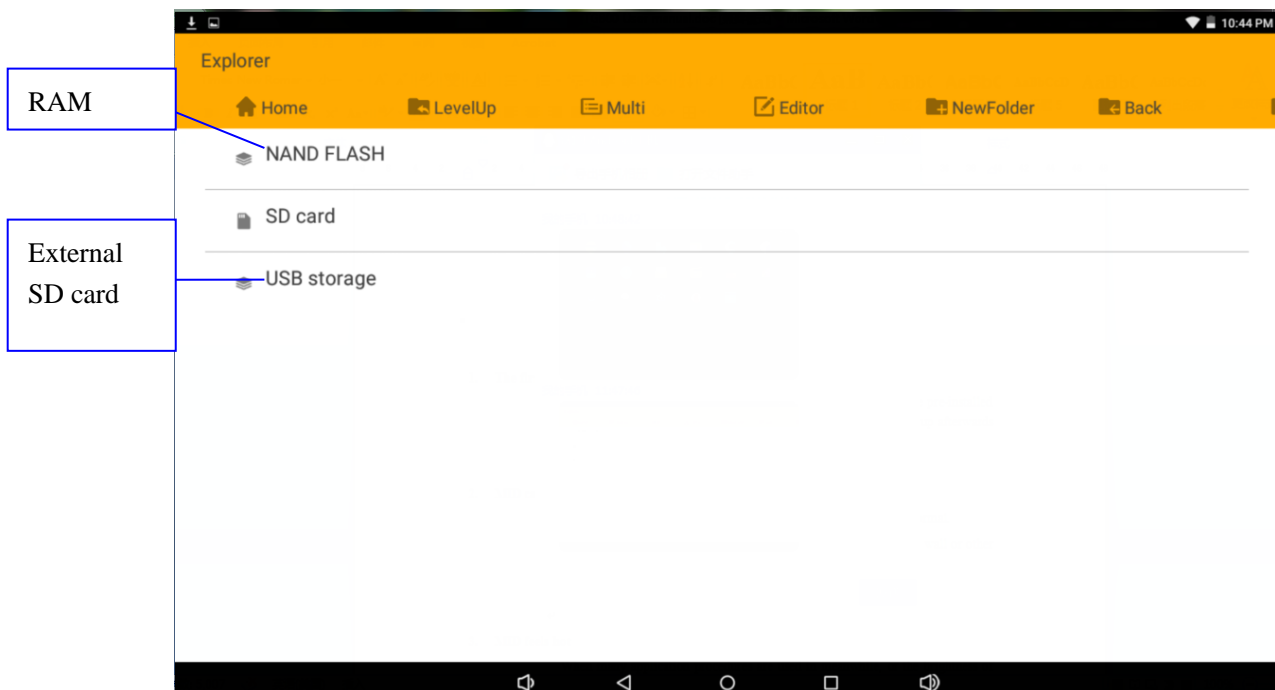 10:44 PM
Explorer
Home LevelUp Multi Editor NewFolder Back
RAM
NAND FLASH
SD card
External
SD card
USB storage